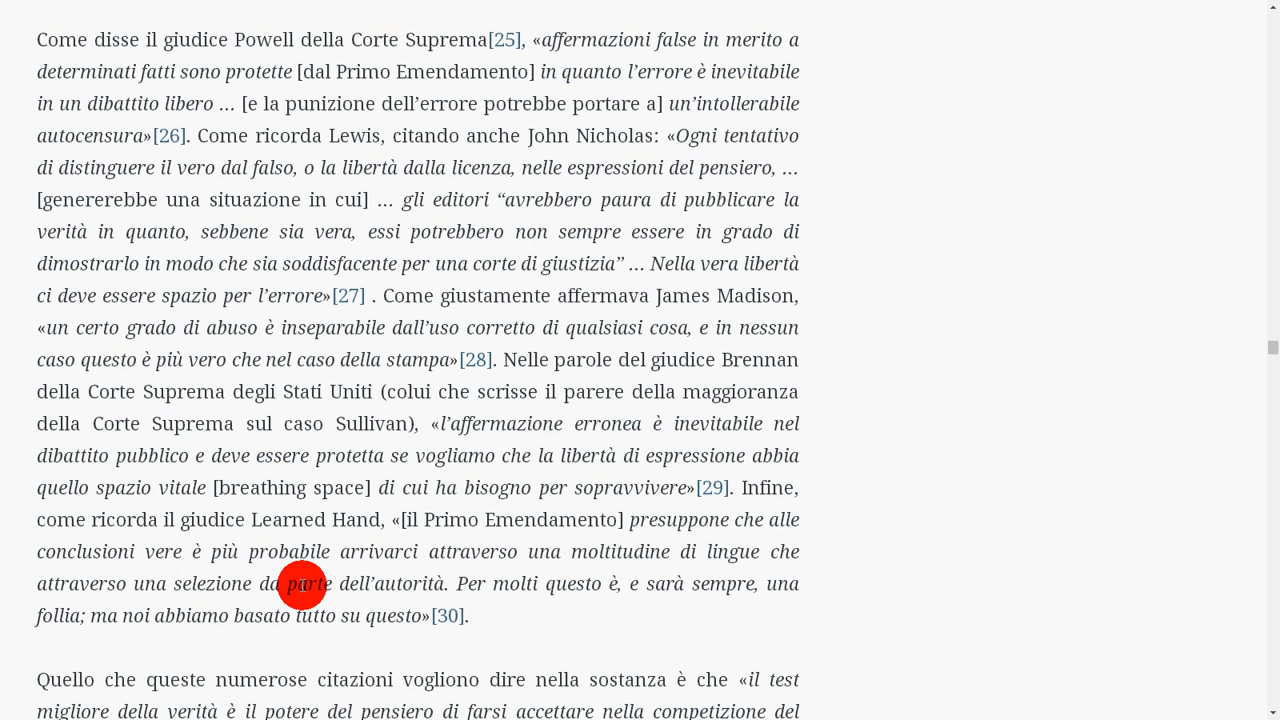 Come disse il giudice Powell della Corte Suprema[25], «affermazioni false in merito a
determinati fatti sono protette [dal Primo Emendamento] in quanto l’errore è inevitabile
in un dibattito libero … [e la punizione dell’errore potrebbe portare a] un’intollerabile
autocensura»[26]. Come ricorda Lewis, citando anche John Nicholas: «Ogni tentativo
di distinguere il vero dal falso, o la libertà dalla licenza, nelle espressioni del pensiero, …
[genererebbe una situazione in cui] … gli editori “avrebbero paura di pubblicare la
verità in quanto, sebbene sia vera, essi potrebbero non sempre essere in grado di
dimostrarlo in modo che sia soddisfacente per una corte di giustizia” … Nella vera libertà
ci deve essere spazio per l’errore»[27] . Come giustamente affermava James Madison,
«un certo grado di abuso è inseparabile dall’uso corretto di qualsiasi cosa, e in nessun
caso questo è più vero che nel caso della stampa»[28]. Nelle parole del giudice Brennan
della Corte Suprema degli Stati Uniti (colui che scrisse il parere della maggioranza
della Corte Suprema sul caso Sullivan), «l’affermazione erronea è inevitabile nel
dibattito pubblico e deve essere protetta se vogliamo che la libertà di espressione abbia
quello spazio vitale [breathing space] di cui ha bisogno per sopravvivere»[29]. Infine,
come ricorda il giudice Learned Hand, «[il Primo Emendamento] presuppone che alle
conclusioni vere è più probabile arrivarci attraverso una moltitudine di lingue che
attraverso una selezione da parte dell’autorità. Per molti questo è, e sarà sempre, una
follia; ma noi abbiamo basato tutto su questo»[30].
Quello che queste numerose citazioni vogliono dire nella sostanza è che «il test
migliore della verità è il potere del pensiero di farsi accettare nella competizione del